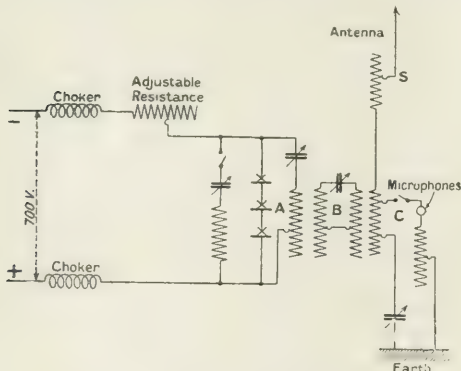 Antenna
S
Adjustable
Resistance
Choker
−
700 V.
A
B
C
Microphones
+
Choker
Earth